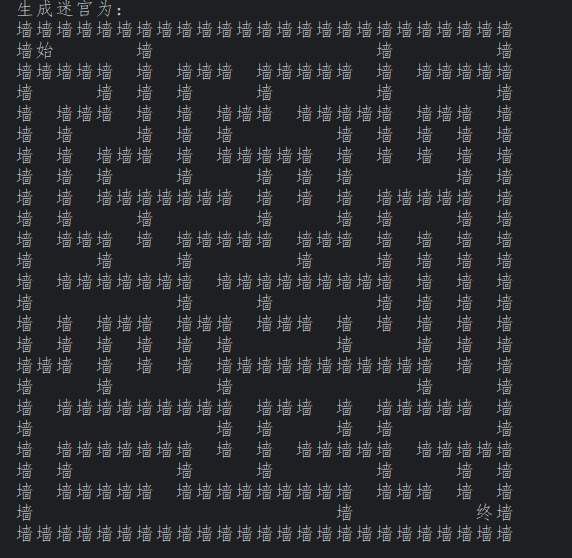 生成迷宫为：
墙墙墙墙墙墙墙墙墙墙墙墙墙墙墙墙墙墙墙墙墙墙墙墙墙
墙始　　　　墙　　　　　　　　　　　墙　　　　　墙
墙墙墙墙墙　墙　墙墙墙　墙墙墙墙墙　墙　墙墙墙墙墙
墙　　　墙　墙　墙　　　墙　　　　　墙　　　　　墙
墙　墙墙墙　墙　墙　墙墙墙　墙墙墙墙墙　墙墙墙　墙
墙　墙　　　墙　墙　墙　　　　　墙　墙　墙　墙　墙
墙　墙　墙墙墙　墙　墙墙墙墙墙　墙　墙　墙　墙　墙
墙　墙　墙　　　墙　　　墙　墙　墙　　　　　墙　墙
墙　墙　墙墙墙墙墙墙墙　墙　墙　墙　墙墙墙墙墙　墙
墙　墙　　　墙　　　　　墙　　　墙　墙　　　墙　墙
墙　墙墙墙　墙　墙墙墙墙墙　墙墙墙　墙　墙　墙　墙
墙　　　墙　　　墙　　　　　墙　　　墙　墙　墙　墙
墙　墙墙墙墙墙墙墙　墙墙墙墙墙墙墙墙墙　墙　墙　墙
墙　　　　　　　墙　　　墙　　　　　墙　墙　墙　墙
墙　墙　墙墙墙　墙墙墙　墙墙墙　墙　墙　墙　墙　墙
墙　墙　墙　墙　墙　墙　　　　　墙　　　墙　墙　墙
墙墙墙　墙　墙　墙　墙墙墙墙墙墙墙墙墙墙墙　墙　墙
墙　　　墙　　　　　墙　　　　　　　　　墙　　　墙
墙　墙墙墙墙墙墙墙墙墙　墙墙墙　墙　墙墙墙墙墙　墙
墙　　　　　　　　　墙　墙　　　墙　墙　　　　　墙
墙　墙墙墙墙墙墙墙　墙　墙　墙墙墙墙墙　墙墙墙墙墙
墙　墙　　　　　墙　　　墙　　　　　墙　　　墙　墙
墙　墙墙墙墙墙　墙墙墙墙墙墙墙墙墙　墙墙墙　墙　墙
墙　　　　　　　　　　　　　　　墙　　　　　　终墙
墙墙墙墙墙墙墙墙墙墙墙墙墙墙墙墙墙墙墙墙墙墙墙墙墙